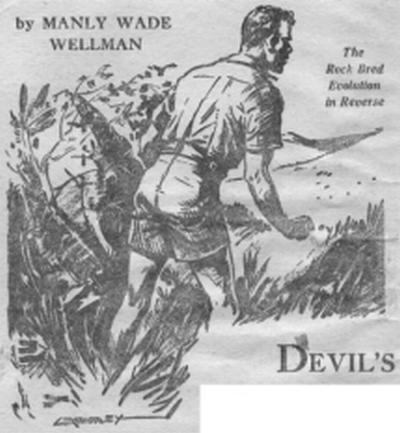 by MANLY WADE
WELLMAN
The
Rock Bred
Evolution
in Reverse
DEVIL'S